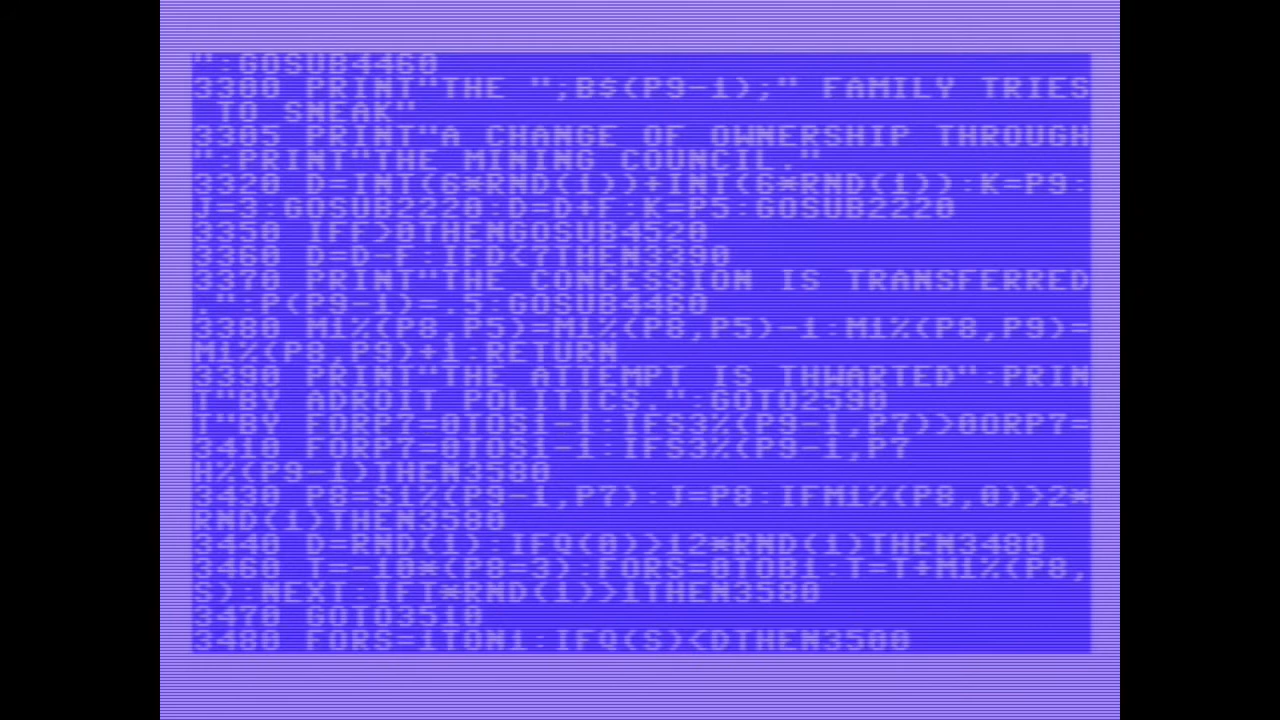 ":GOSUB4460
3300 PRINT"THE ";B$(P9-1);" FAMILY TRIES
 TO SNEAK"
3305 PRINT"A CHANGE OF OWNERSHIP THROUGH
":PRINT"THE MINING COUNCIL."
3320 D=INT(6*RND(1))+INT(6*RND(1)):K=P9:
J=3:GOSUB2220:D=D+F:K=P5:GOSUB2220
3350 IFF>0THENGOSUB4520
3360 D=D-F:IFD<7THEN3390
3370 PRINT"THE CONCESSION IS TRANSFERRED
.":P(P9-1)=.5:GOSUB4460
3380 M1%(P8,P5)=M1%(P8,P5)-1:M1%(P8,P9)=
M1%(P8,P9)+1:RETURN
3390 PRINT"THE ATTEMPT IS THWARTED":PRIN
T"BY ADROIT POLITICS.":GOTO2590
T"BY FORP7=0TOS1-1:IFS3%(P9-1,P7)>0ORP7=
3410 FORP7=0TOS1-1:IFS3%(P9-1,P7
H%(P9-1)THEN3580
3430 P8=S1%(P9-1,P7):J=P8:IFM1%(P8,0)>2*
RND(1)THEN3580
3440 D=RND(1):IFQ(0)>12*RND(1)THEN3480
3460 T=-10*(P8=3):FORS=0TOB1:T=T+M1%(P8,
S):NEXT:IFT*RND(1)>1THEN3580
3470 GOTO3510
3480 FORS=1TON1:IFQ(S)<DTHEN3500